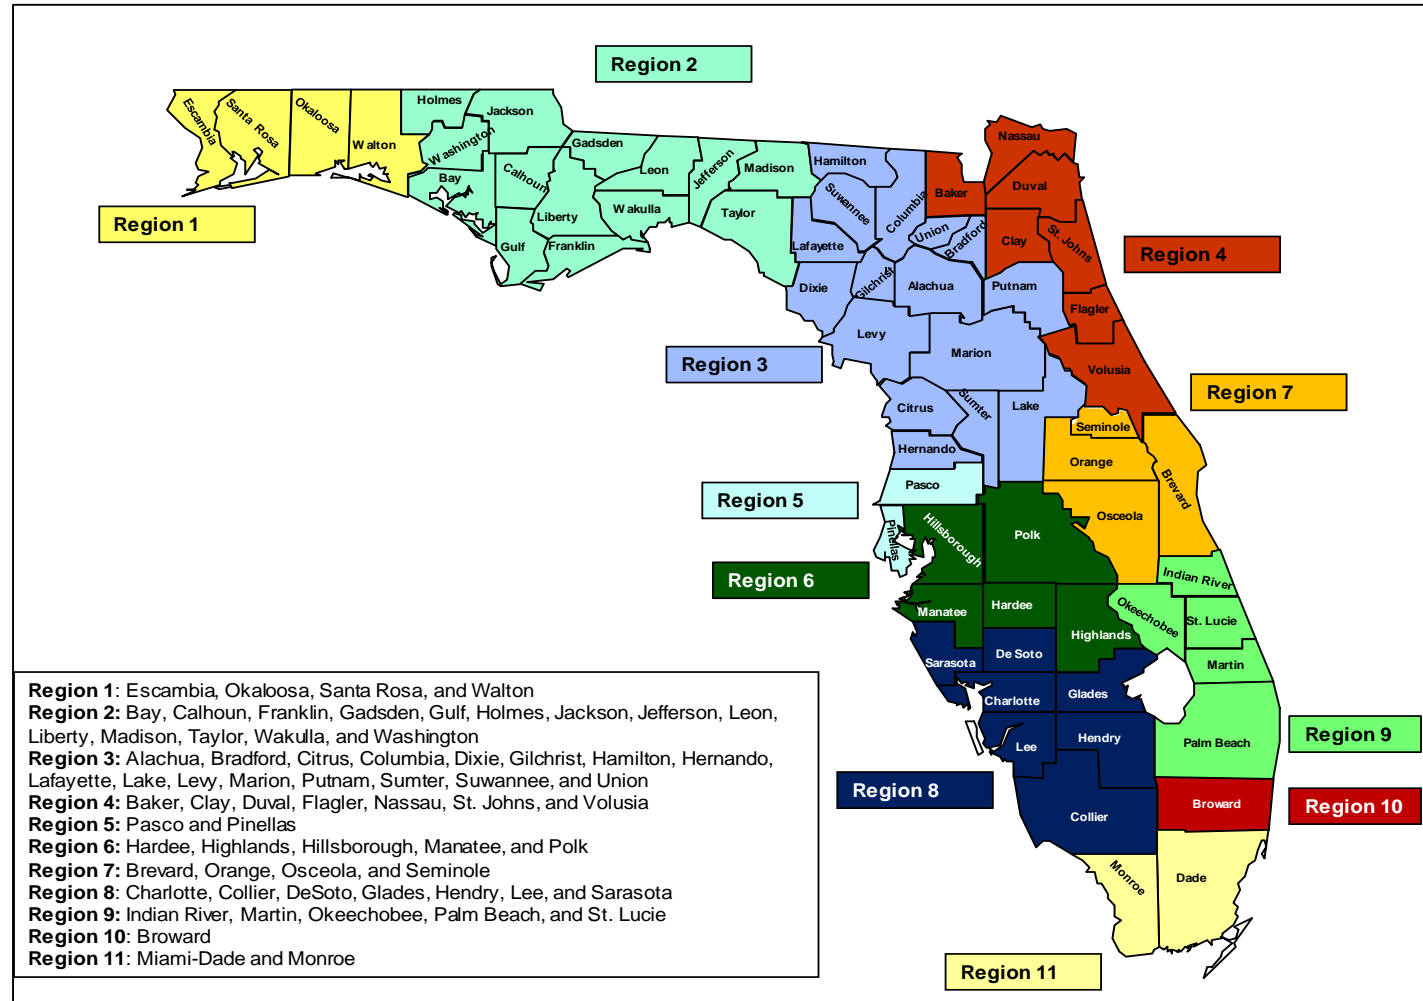 Region 2
Holmes
Jackson
Escambia
Santa Rosa
Okaloosa
Walton
Washington
Bay
Calhoun
Gulf
Liberty
Franklin
Gadsden
Leon
Wakulla
Jefferson
Madison
Taylor
Region 1
Hamilton
Suwannee
Columbia
Lafayette
Union
Bradford
Dixie
Gilchrist
Alachua
Putnam
Levy
Marion
Citrus
Sumter
Lake
Hernando
Region 3
Nassau
Baker
Duval
Clay
St. Johns
Flagler
Volusia
Region 4
Region 7
Seminole
Orange
Brevard
Osceola
Pasco
Pinellas
Region 5
Hillsborough
Polk
Region 6
Manatee
Hardee
Highlands
Indian River
Okeechobee
St. Lucie
Martin
Palm Beach
Region 9
Sarasota
De Soto
Charlotte
Glades
Lee
Hendry
Collier
Region 8
Broward
Region 10
Monroe
Dade
Region 11
Region 1: Escambia, Okaloosa, Santa Rosa, and Walton
Region 2: Bay, Calhoun, Franklin, Gadsden, Gulf, Holmes, Jackson, Jefferson, Leon,
Liberty, Madison, Taylor, Wakulla, and Washington
Region 3: Alachua, Bradford, Citrus, Columbia, Dixie, Gilchrist, Hamilton, Hernando,
Lafayette, Lake, Levy, Marion, Putnam, Sumter, Suwannee, and Union
Region 4: Baker, Clay, Duval, Flagler, Nassau, St. Johns, and Volusia
Region 5: Pasco and Pinellas
Region 6: Hardee, Highlands, Hillsborough, Manatee, and Polk
Region 7: Brevard, Orange, Osceola, and Seminole
Region 8: Charlotte, Collier, DeSoto, Glades, Hendry, Lee, and Sarasota
Region 9: Indian River, Martin, Okeechobee, Palm Beach, and St. Lucie
Region 10: Broward
Region 11: Miami-Dade and Monroe